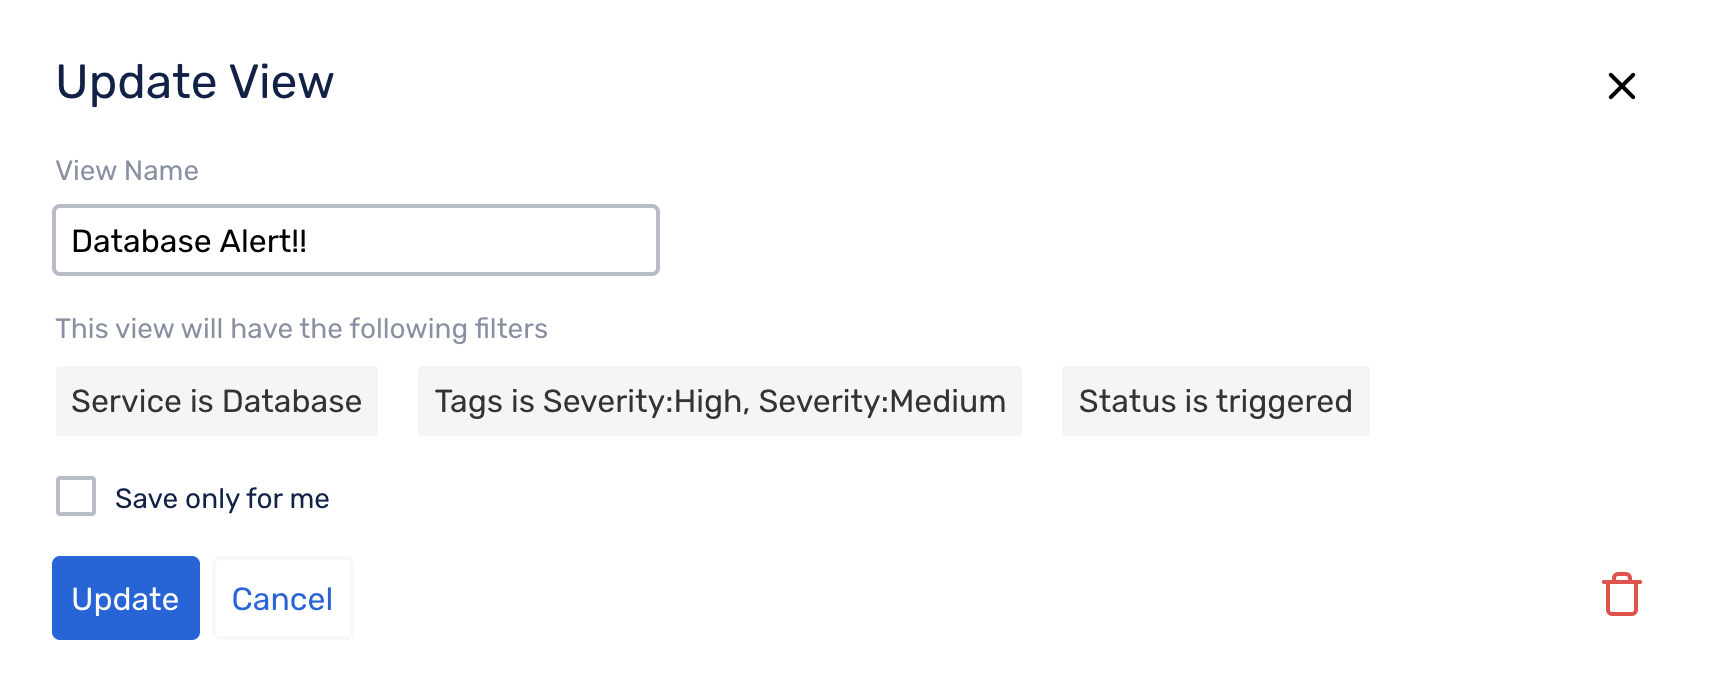 Update View
View Name
Database Alert!!
This view will have the following filters
Service is Database
Tags is Severity:High, Severity:Medium
Status is triggered
Save only for me
Update
Cancel